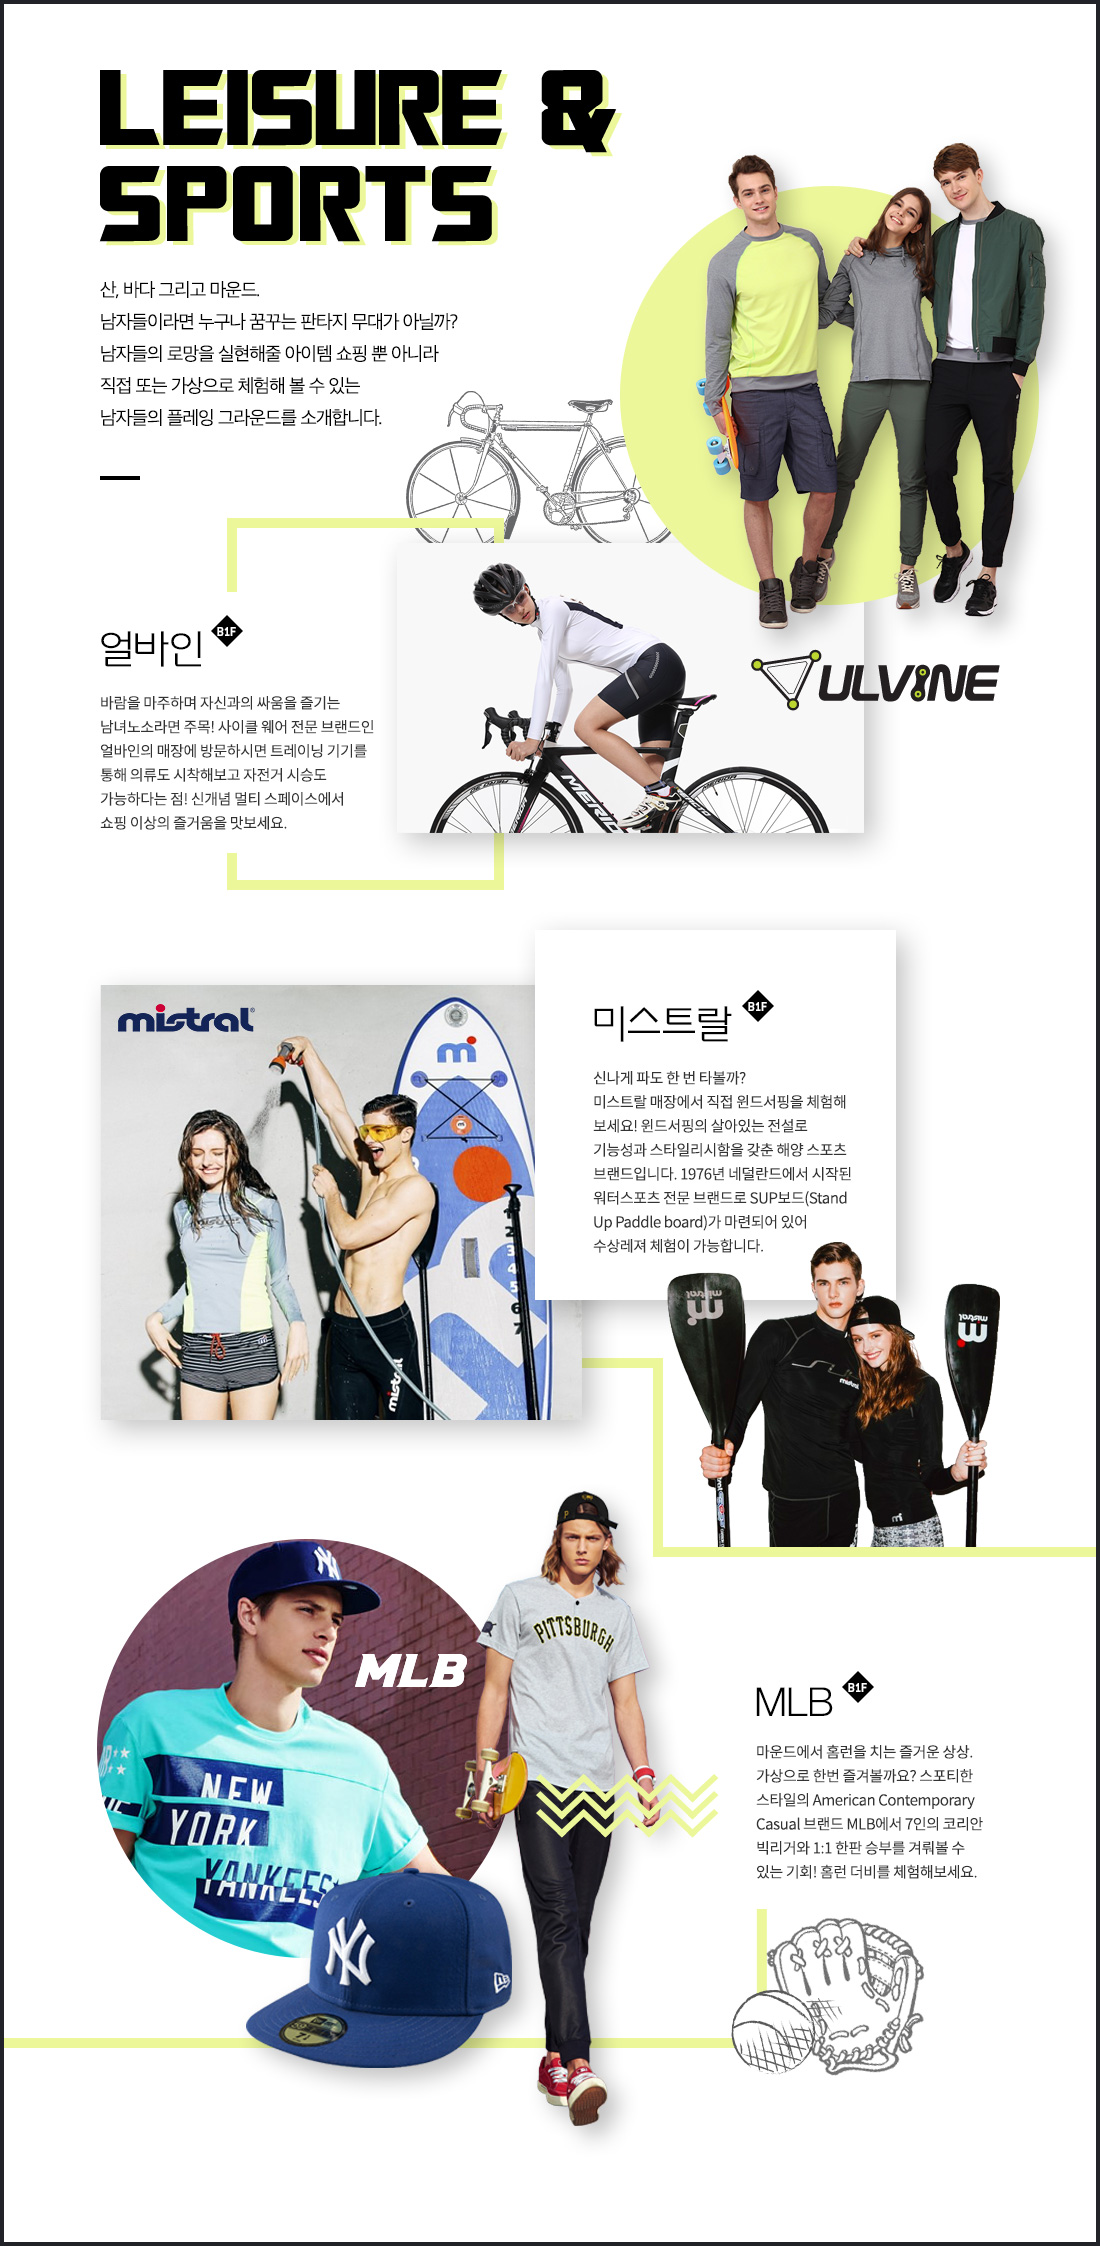 LEISURE &
SPORTS
산, 바다 그리고 마운드.
남자들이라면 누구나 꿈꾸는 판타지 무대가 아닐까?
남자들의 로망을 실현해줄 아이템 쇼핑 뿐 아니라
직접 또는 가상으로 체험해 볼 수 있는
남자들의 플레잉 그라운드를 소개합니다.
얼바인 B1F
바람을 마주하며 자신과의 싸움을 즐기는
남녀노소라면 주목! 사이클 웨어 전문 브랜드인
얼바인의 매장에 방문하시면 트레이닝 기기를
통해 의류도 시착해보고 자전거 시승도
가능하다는 점! 신개념 멀티 스페이스에서
쇼핑 이상의 즐거움을 맛보세요.
ULVINE
MERID
mistral
m
2
3
4
5
6
7
mistral
미스트랄 B1F
신나게 파도 한 번 타볼까?
미스트랄 매장에서 직접 윈드서핑을 체험해
보세요! 윈드서핑의 살아있는 전설로
기능성과 스타일리시함을 갖춘 해양 스포츠
브랜드입니다. 1976년 네덜란드에서 시작된
워터스포츠 전문 브랜드로 SUP보드(Stand
Up Paddle board)가 마련되어 있어
수상레져 체험이 가능합니다.
mistral
m
mistral
mistral
m
NY
MLB
PITTSBURGH
NEW
YORK
YANKEES
NY
MLB B1F
마운드에서 홈런을 치는 즐거운 상상.
가상으로 한번 즐겨볼까요? 스포티한
스타일의 American Contemporary
Casual 브랜드 MLB에서 7인의 코리안
빅리거와 1:1 한판 승부를 겨뤄볼 수
있는 기회! 홈런 더비를 체험해보세요.